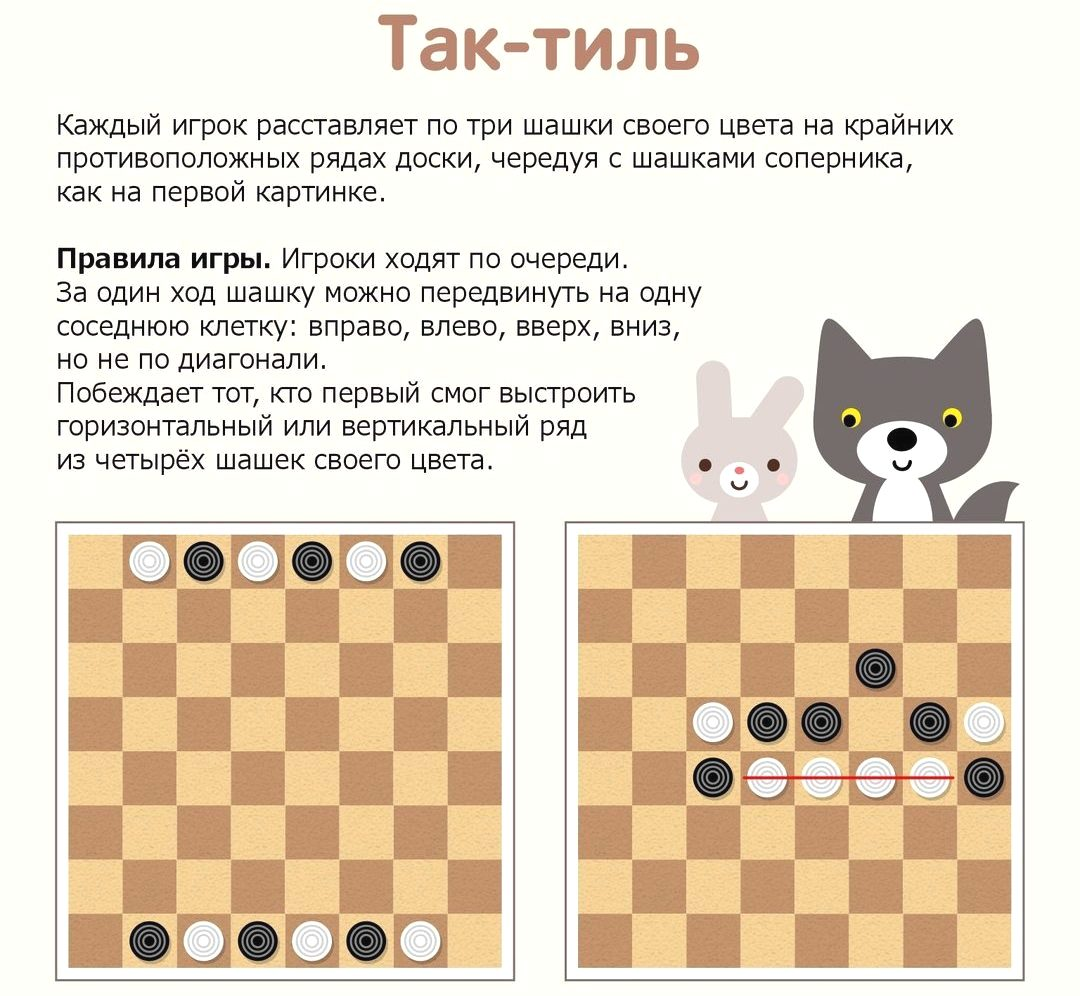 Так-тиль
Каждый игрок расставляет по три шашки своего цвета на крайних
противоположных рядах доски, чередуя с шашками соперника,
как на первой картинке.
Правила игры. Игроки ходят по очереди.
За один ход шашку можно передвинуть на одну
соседнюю клетку: вправо, влево, вверх, вниз,
но не по диагонали.
Побеждает тот, кто первый смог выстроить
горизонтальный или вертикальный ряд
из четырёх шашек своего цвета.